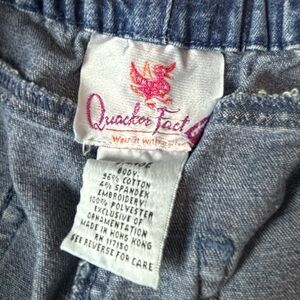 Quacker Fact
Wear it with
BODY:
96% COTTON
4% SPANDEX
EMBROIDERY:
100% POLYESTER
EXCLUSIVE OF
ORNAMENTATION
MADE IN HONG KONG
RN 117150
SEE REVERSE FOR CARE